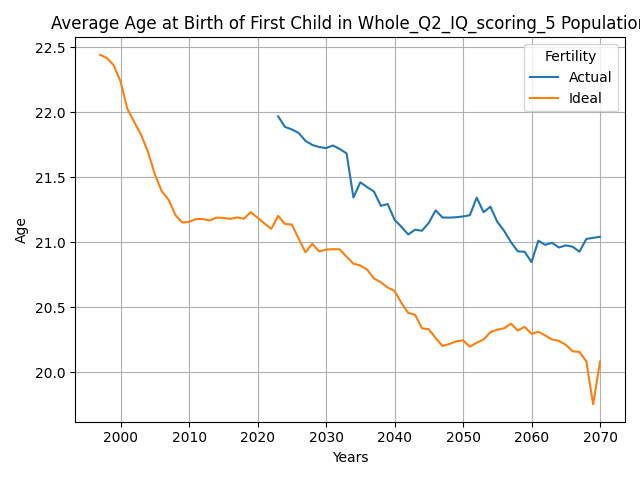 Average Age at Birth of First Child in Whole_Q2_IQ_scoring_5 Population
Fertility
Actual
Ideal
22.5
22.0
21.5
21.0
20.5
20.0
Age
2000 2010 2020 2030 2040 2050 2060 2070
Years